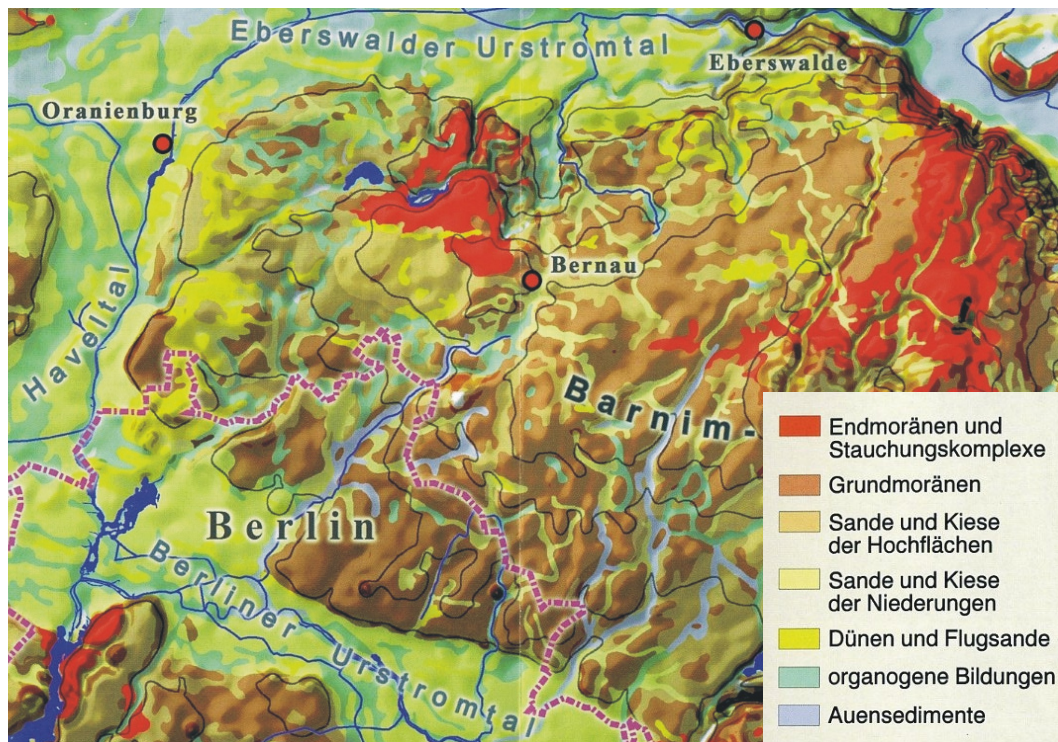 Eberswalder Urstromtal
Eberswalde
Oranienburg
Bernau
Haveltal
Barnim-
Berlin
Berliner Urstromtal
Endmoränen und
Stauchungskomplexe
Grundmoränen
Sande und Kiese
der Hochflächen
Sande und Kiese
der Niederungen
Dünen und Flugsande
organogene Bildungen
Auensedimente